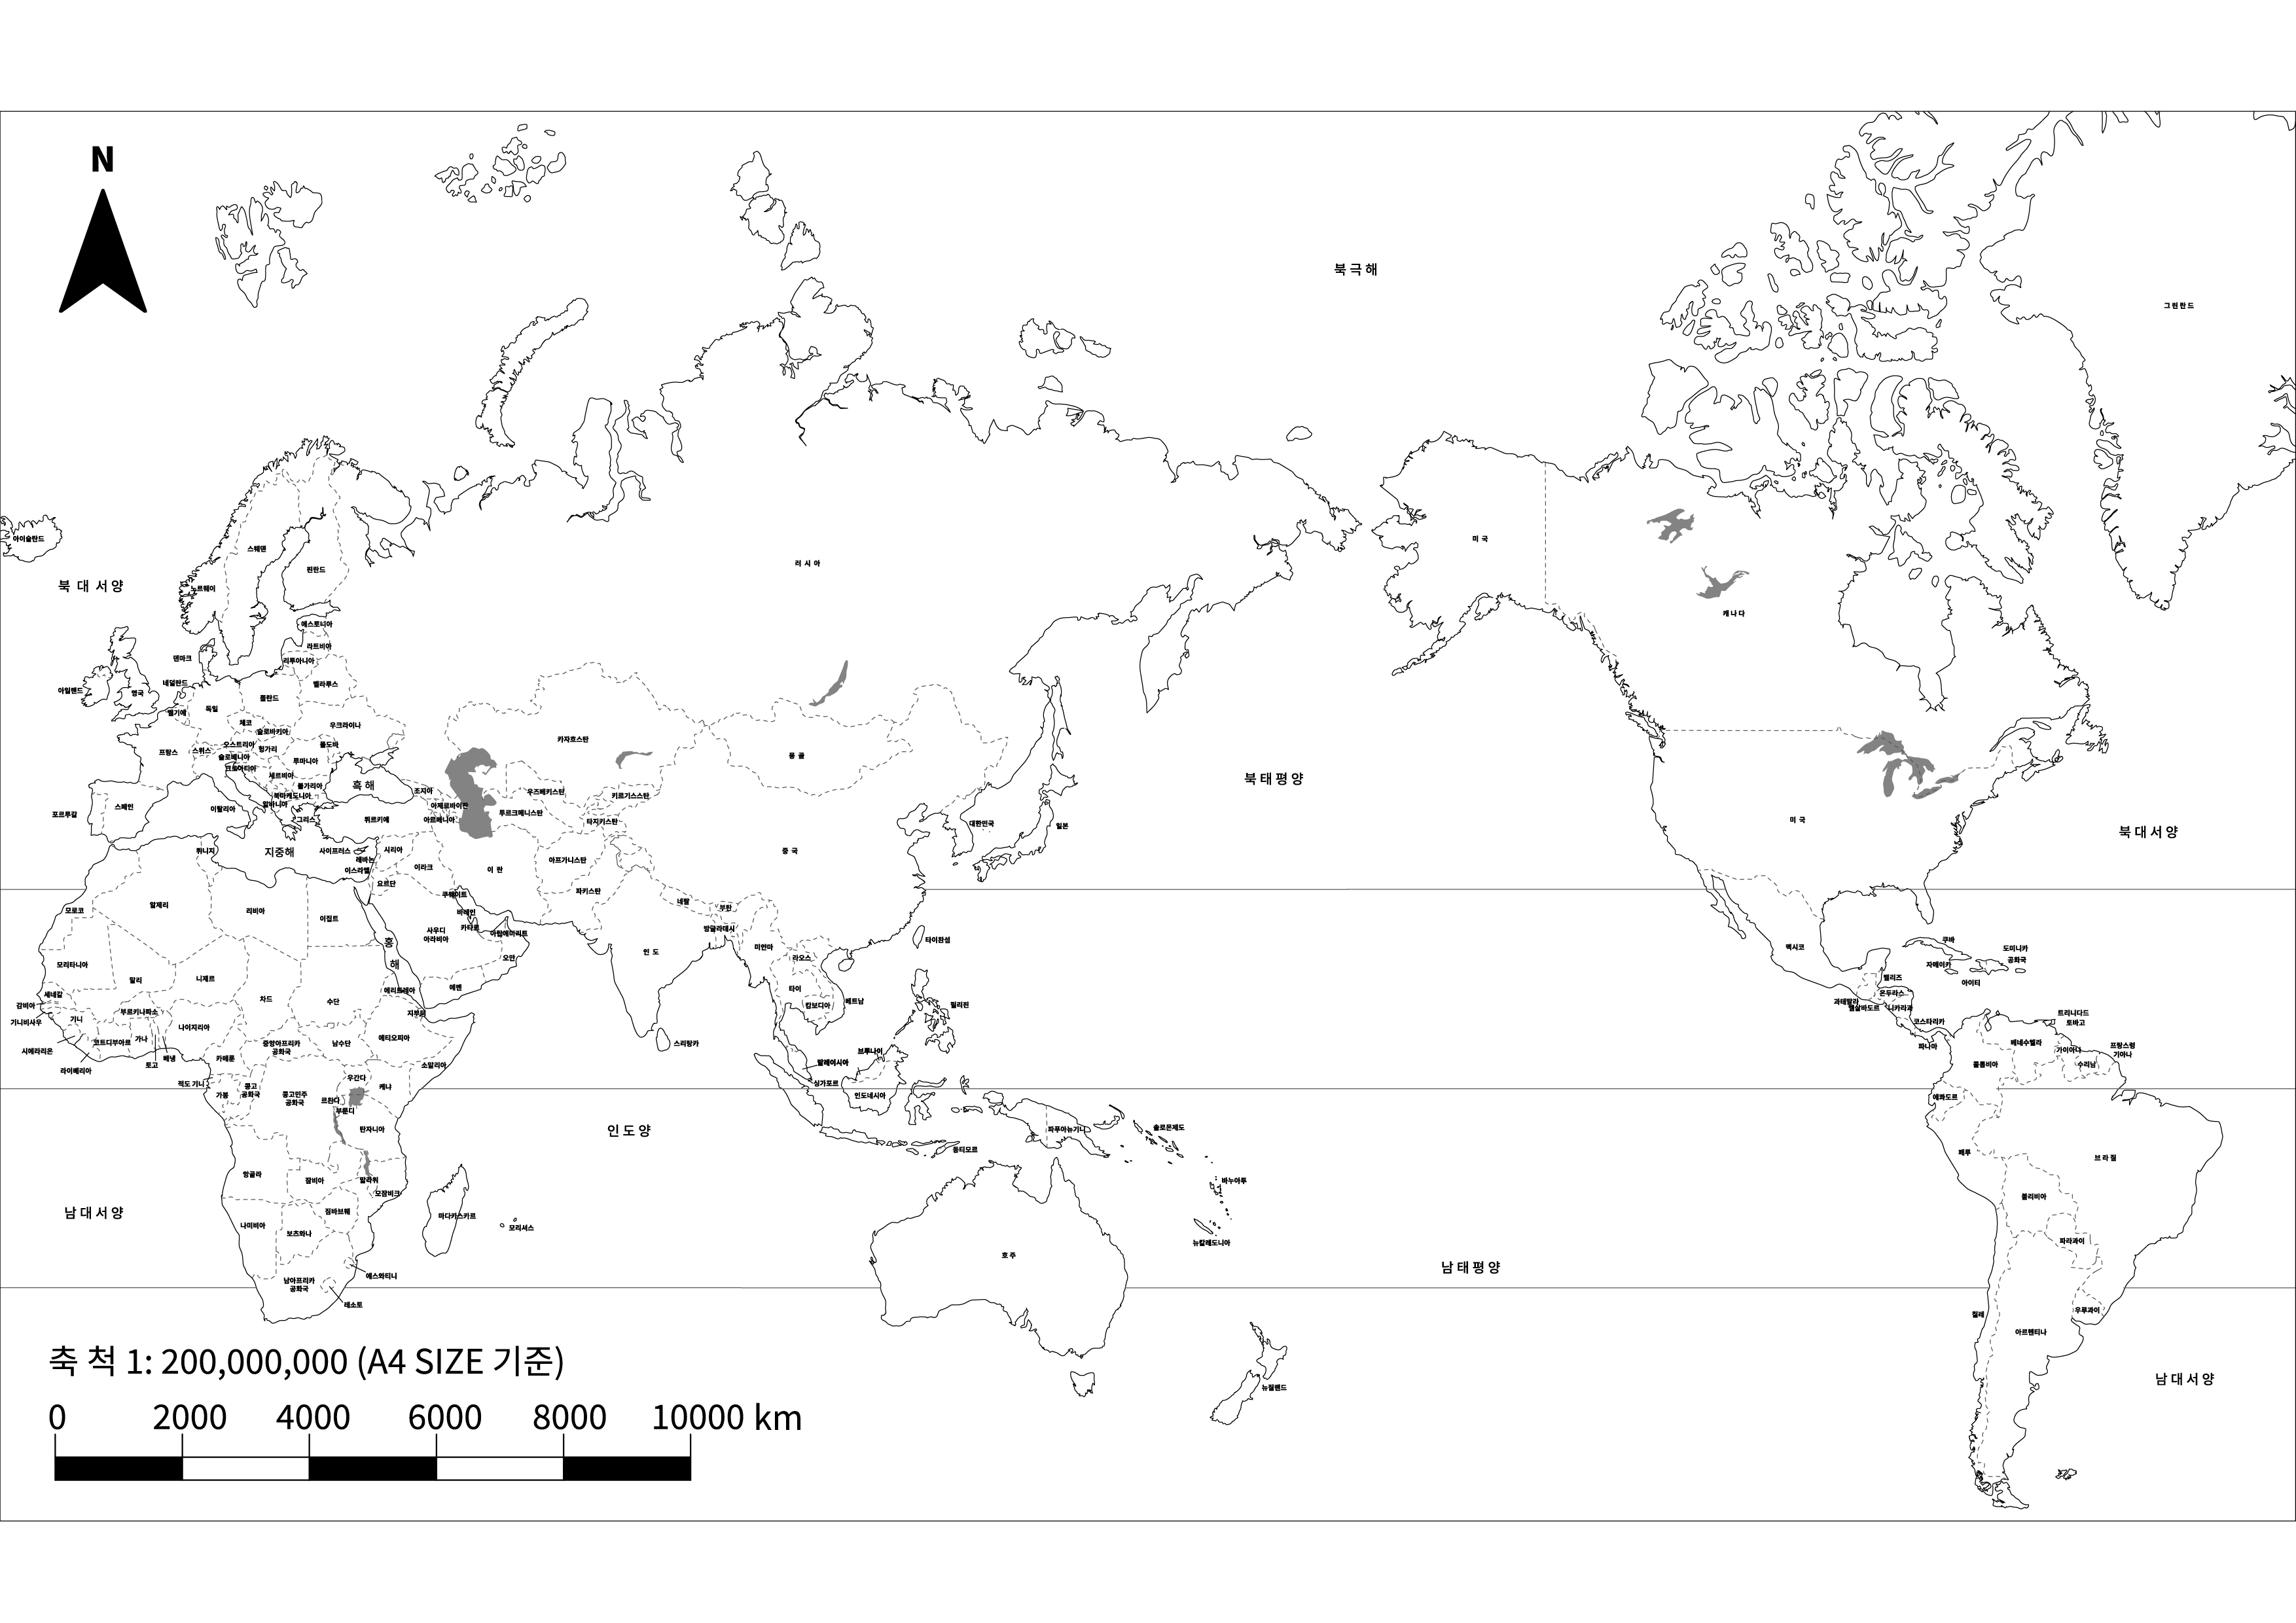 N
북극해
그린란드
아이슬란드
스웨덴
핀란드
노르웨이
러시아
미국
캐나다
북대서양
에스토니아
라트비아
리투아니아
덴마크
네덜란드
벨라루스
아일랜드
영국
폴란드
벨기에
독일
체코
우크라이나
슬로바키아
프랑스
스위스
오스트리아
헝가리
몰도바
슬로베니아
루마니아
크로아티아
세르비아
불가리아
흑해
북마케도니아
알바니아
스페인
포르투갈
이탈리아
그리스
튀르키예
조지아
아제르바이잔
아르메니아
카자흐스탄
우즈베키스탄
투르크메니스탄
키르기스스탄
타지키스탄
몽골
북태평양
대한민국
일본
중국
미국
북대서양
튀니지
지중해
사이프러스
레바논
이스라엘
시리아
요르단
이라크
이란
아프가니스탄
파키스탄
쿠웨이트
바레인
카타르
아랍에미리트
사우디
아라비아
오만
예멘
홍
해
모로코
알제리
리비아
이집트
모리타니아
말리
니제르
차드
수단
에리트레아
지부티
세네갈
감비아
기니비사우
기니
시에라리온
라이베리아
코트디부아르
부르키나파소
가나
토고
베냉
나이지리아
카메룬
중앙아프리카
공화국
남수단
에티오피아
소말리아
적도 기니
가봉
콩고
공화국
콩고민주
공화국
우간다
케냐
르완다
부룬디
탄자니아
앙골라
잠비아
말라위
모잠비크
짐바브웨
나미비아
보츠와나
마다카스카르
모리셔스
남아프리카
공화국
에스와티니
레소토
남대서양
인도양
네팔
부탄
방글라데시
인도
미얀마
라오스
타이
캄보디아
베트남
타이완섬
필리핀
스리랑카
말레이시아
브루나이
싱가포르
인도네시아
동티모르
파푸아뉴기니
솔로몬제도
바누아투
뉴칼레도니아
호주
뉴질랜드
남태평양
멕시코
쿠바
도미니카
공화국
자메이카
아이티
벨리즈
온두라스
과테말라
엘살바도르
니카라과
코스타리카
파나마
트리니다드
토바고
베네수엘라
가이아나
프랑스령
기아나
수리남
콜롬비아
에콰도르
페루
브라질
볼리비아
파라과이
칠레
우루과이
아르헨티나
남대서양
축 척 1: 200,000,000 (A4 SIZE 기준)
0 2000 4000 6000 8000 10000 km